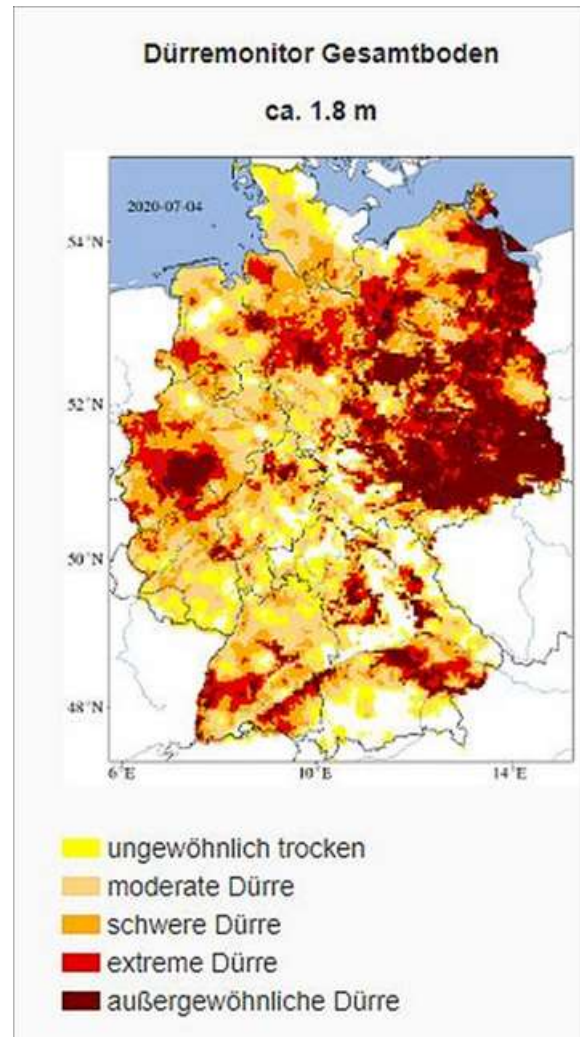 Dürremonitor Gesamtboden
ca. 1.8 m
2020-07-04
54°N
52°N
50°N
48°N
6°E
10°E
14°E
ungewöhnlich trocken
moderate Dürre
schwere Dürre
extreme Dürre
außergewöhnliche Dürre